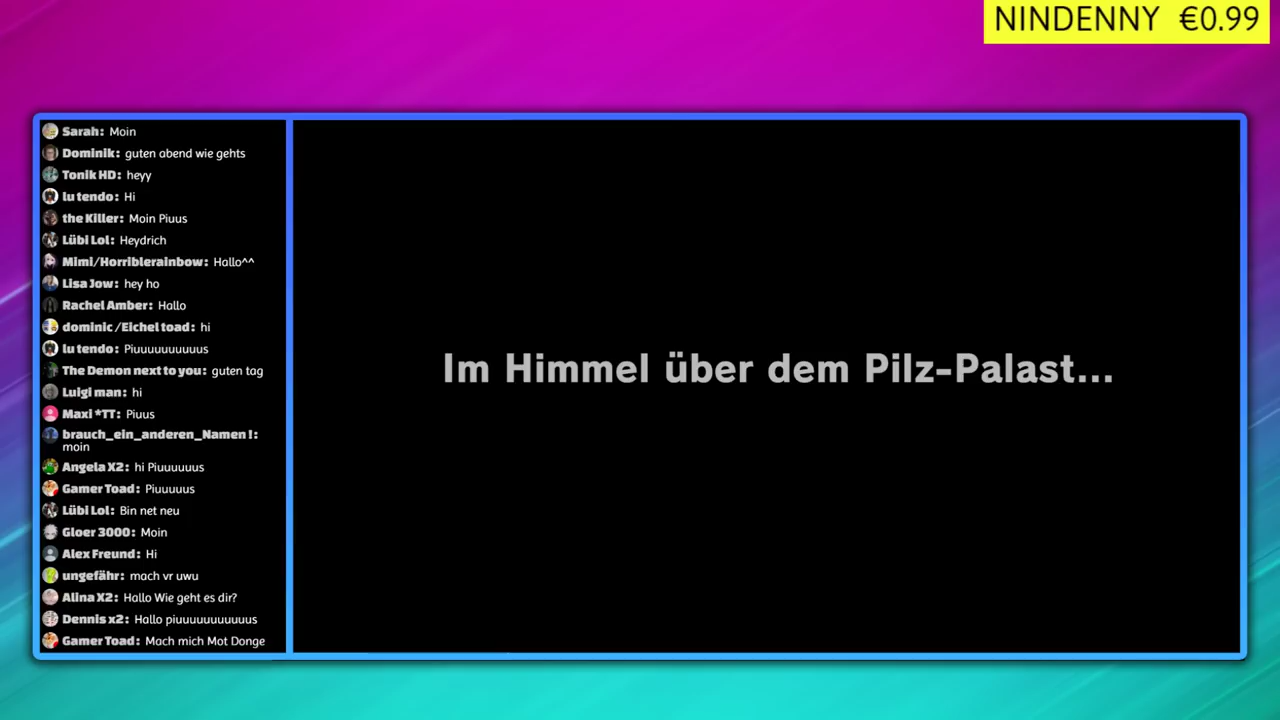 NINDENNY €0.99
Sarah: Moin
Dominik: guten abend wie gehts
Tonik HD: heyy
lu tendo: Hi
the Killer: Moin Piuus
Lübl Lol: Heydrich
Mimi/Horriblerainbow: Hallo^^
Lisa Jow: hey ho
Rachel Amber: Hallo
dominic /Eichel toad: hi
lu tendo: Piuuuuuuuuuus
The Demon next to you: guten tag
Luigi man: hi
Maxi *TT: Piuus
brauch_ein_anderen_Namen !:
moin
Angela X2: hi Piuuuuuus
Gamer Toad: Piuuuuus
Lübl Lol: Bin net neu
Gloer 3000: Moin
Alex Freund: Hi
ungefähr: mach vr uwu
Alina X2: Hallo Wie geht es dir?
Dennis x2: Hallo piuuuuuuuuuuus
Gamer Toad: Mach mich Mot Donge
Im Himmel über dem Pilz-Palast...